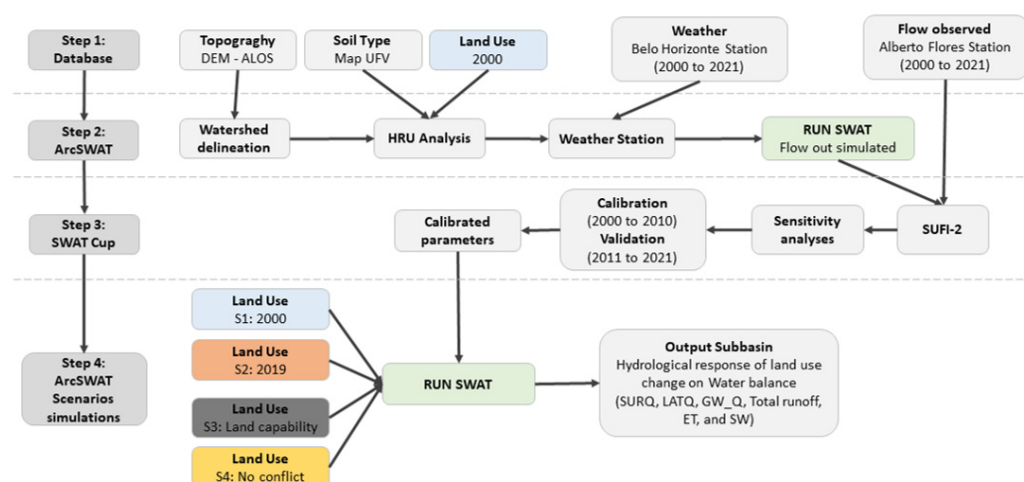 Step 1:
Database
Topograghy
DEM - ALOS
Soil Type
Map UFV
Land Use
2000
Weather
Belo Horizonte Station
(2000 to 2021)
Flow observed
Alberto Flores Station
(2000 to 2021)
Step 2:
ArcSWAT
Watershed
delineation
HRU Analysis
Weather Station
RUN SWAT
Flow out simulated
Step 3:
SWAT Cup
Calibrated
parameters
Calibration
(2000 to 2010)
Validation
(2011 to 2021)
Sensitivity
analyses
SUFI-2
Step 4:
ArcSWAT
Scenarios
simulations
Land Use
S1: 2000
Land Use
S2: 2019
Land Use
S3: Land capability
Land Use
S4: No conflict
RUN SWAT
Output Subbasin
Hydrological response of land use
change on Water balance
(SURQ, LATQ, GW_Q, Total runoff,
ET, and SW)